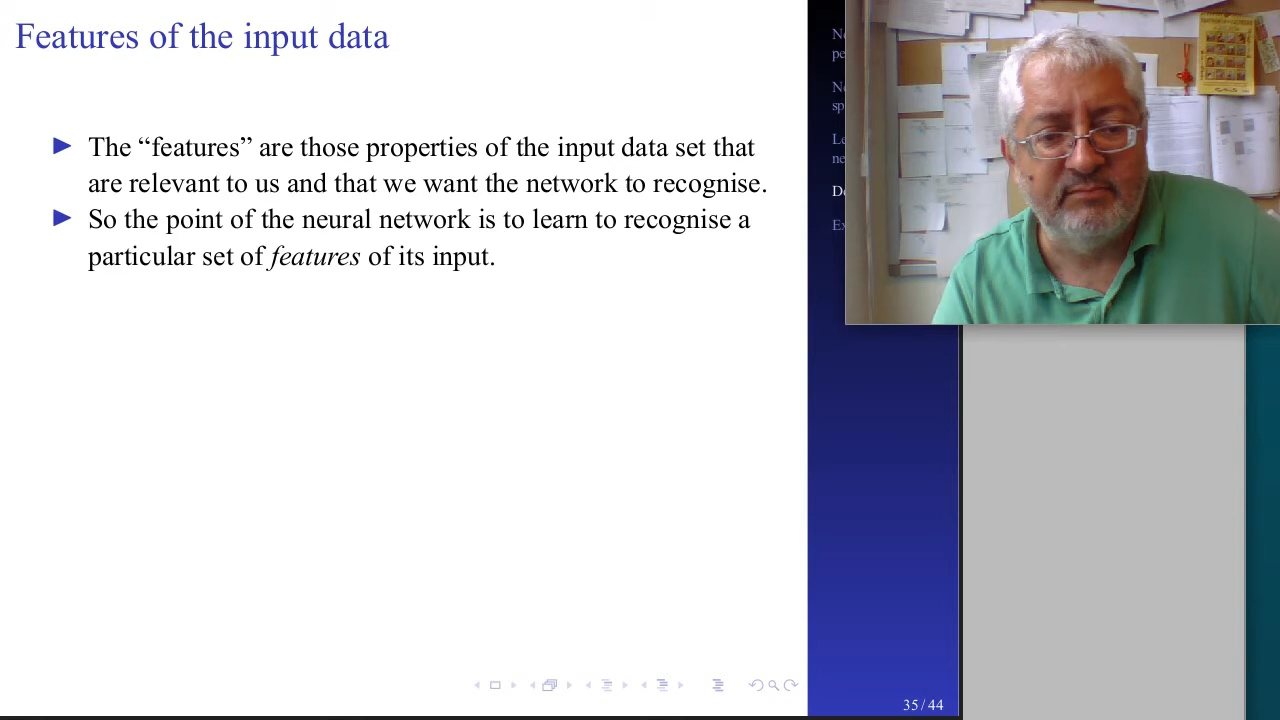 Features of the input data
The “features” are those properties of the input data set that
are relevant to us and that we want the network to recognise.
So the point of the neural network is to learn to recognise a
particular set of features of its input.
35 / 44